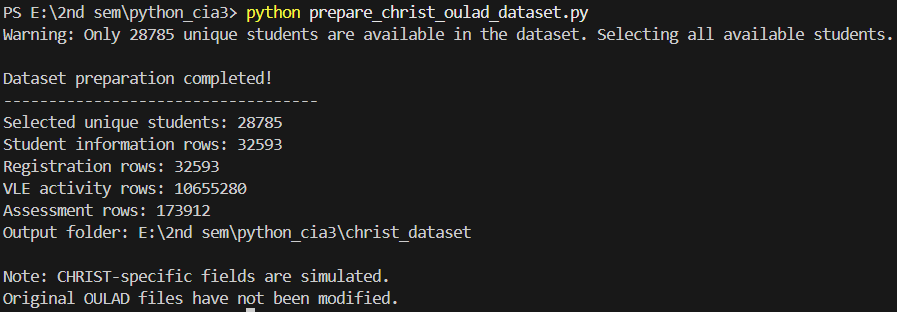 PS E:\2nd sem\python_cia3> python prepare_christ_oulad_dataset.py
Warning: Only 28785 unique students are available in the dataset. Selecting all available students.
Dataset preparation completed!
-----------------------------------
Selected unique students: 28785
Student information rows: 32593
Registration rows: 32593
VLE activity rows: 10655280
Assessment rows: 173912
Output folder: E:\2nd sem\python_cia3\christ_dataset
Note: CHRIST-specific fields are simulated.
Original OULAD files have not been modified.